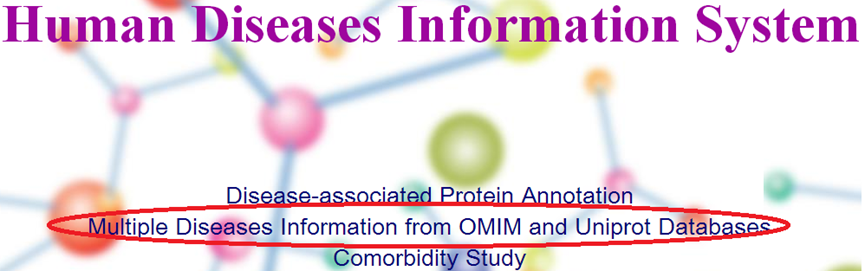 Human Diseases Information System
Disease-associated Protein Annotation
Multiple Diseases Information from OMIM and Uniprot Databases
Comorbidity Study